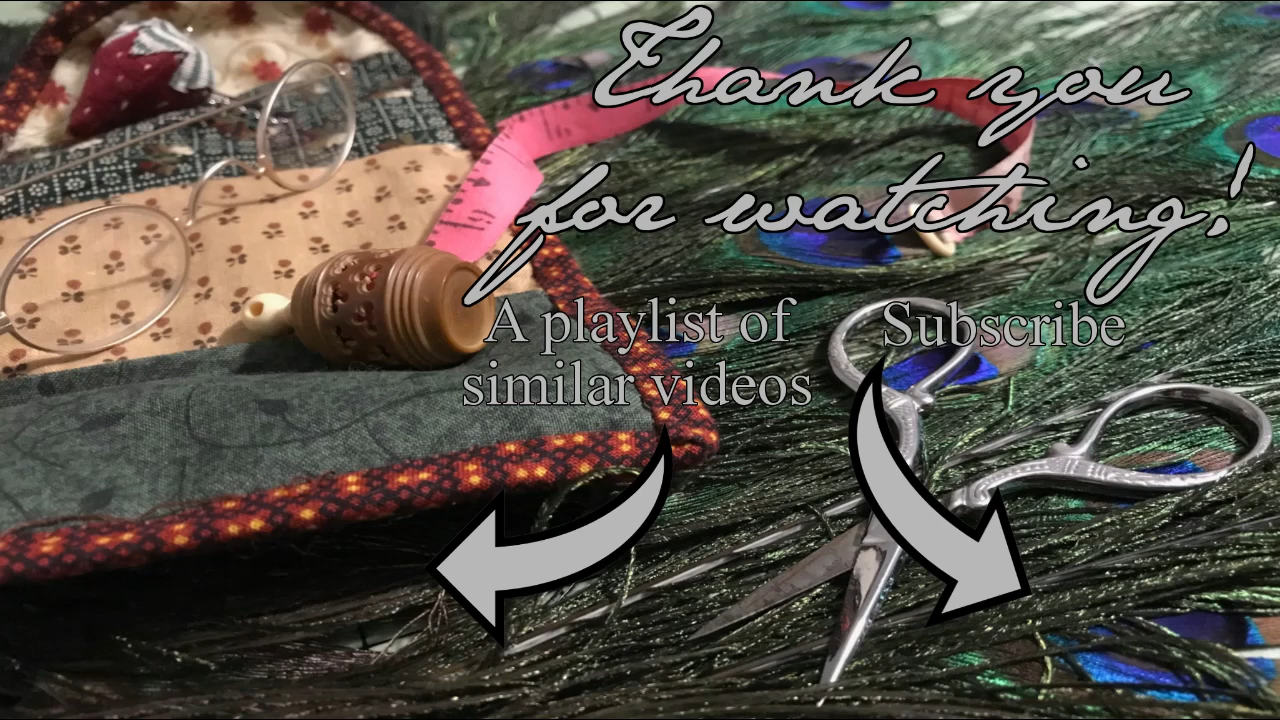 Thank you
for watching!
A playlist of
similar videos
Subscribe